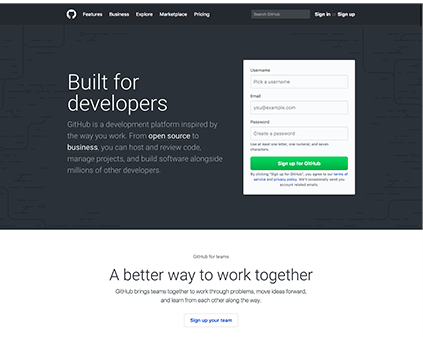 Features Business Explore Marketplace Pricing Search GitHub Sign in or Sign up
Built for
developers
GitHub is a development platform inspired by
the way you work. From open source to
business, you can host and review code,
manage projects, and build software alongside
millions of other developers.
Username
Pick a username
Email
you@example.com
Password
Create a password
Use at least one letter, one numeral, and seven
characters.
Sign up for GitHub
By clicking "Sign up for GitHub", you agree to our terms of
service and privacy policy. We'll occasionally send you
account related emails.
GitHub for teams
A better way to work together
GitHub brings teams together to work through problems, move ideas forward,
and learn from each other along the way.
Sign up your team